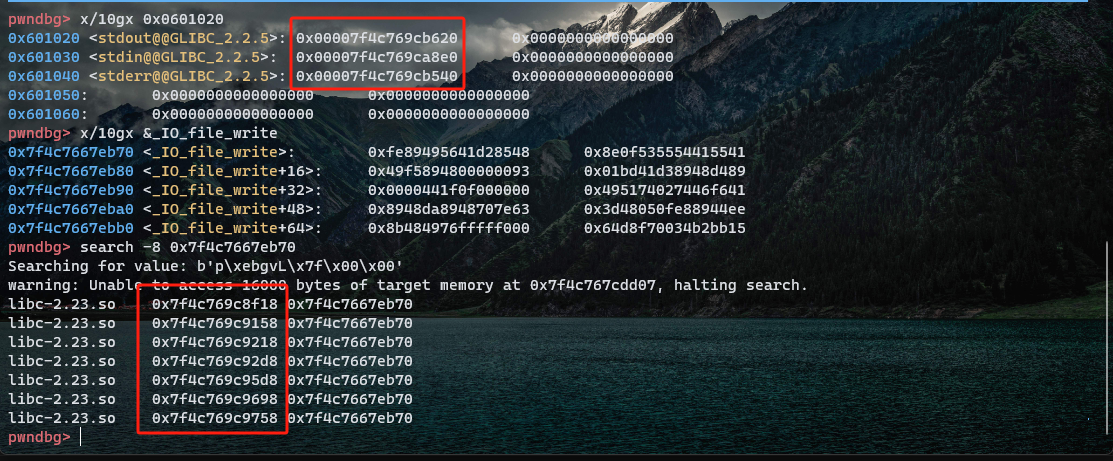 pwndbg> x/10gx 0x0601020
0x601020 <stdout@@GLIBC_2.2.5>: 0x00007f4c769cb620 0x0000000000000000
0x601030 <stdin@@GLIBC_2.2.5>: 0x00007f4c769ca8e0 0x0000000000000000
0x601040 <stderr@@GLIBC_2.2.5>: 0x00007f4c769cb540 0x0000000000000000
0x601050: 0x0000000000000000 0x0000000000000000
0x601060: 0x0000000000000000 0x0000000000000000
pwndbg> x/10gx &_IO_file_write
0x7f4c7667eb70 <_IO_file_write>: 0xfe89495641d28548 0x8e0f535554415541
0x7f4c7667eb80 <_IO_file_write+16>: 0x49f5894800000093 0x01bd41d38948d489
0x7f4c7667eb90 <_IO_file_write+32>: 0x0000441f0f000000 0x495174027446f641
0x7f4c7667eba0 <_IO_file_write+48>: 0x8948da8948707e63 0x3d48050fe88944ee
0x7f4c7667ebb0 <_IO_file_write+64>: 0x8b484976fffff000 0x64d8f70034b2bb15
pwndbg> search -8 0x7f4c7667eb70
Searching for value: b'p\xebgvL\x7f\x00\x00'
warning: Unable to access 16000 bytes of target memory at 0x7f4c767cdd07, halting search.
libc-2.23.so 0x7f4c769c8f18 0x7f4c7667eb70
libc-2.23.so 0x7f4c769c9158 0x7f4c7667eb70
libc-2.23.so 0x7f4c769c9218 0x7f4c7667eb70
libc-2.23.so 0x7f4c769c92d8 0x7f4c7667eb70
libc-2.23.so 0x7f4c769c95d8 0x7f4c7667eb70
libc-2.23.so 0x7f4c769c9698 0x7f4c7667eb70
libc-2.23.so 0x7f4c769c9758 0x7f4c7667eb70
pwndbg>